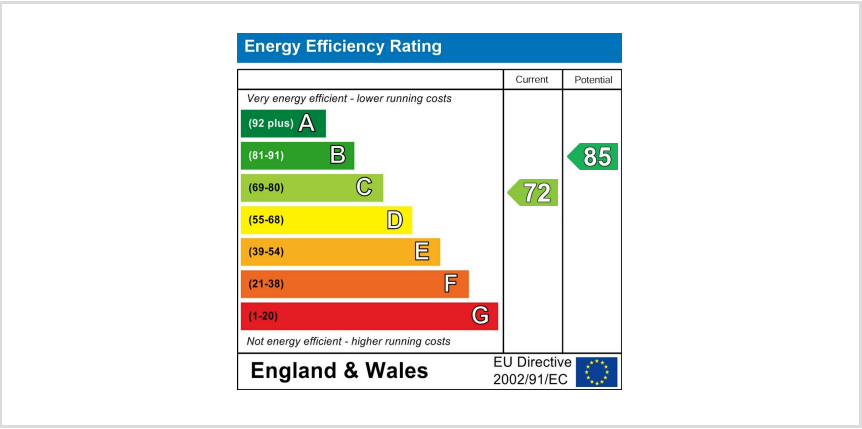 Energy Efficiency Rating
Current Potential
Very energy efficient - lower running costs
(92 plus) A
(81-91) B
85
(69-80) C
72
(55-68) D
(39-54) E
(21-38) F
(1-20) G
Not energy efficient - higher running costs
England & Wales
EU Directive
2002/91/EC